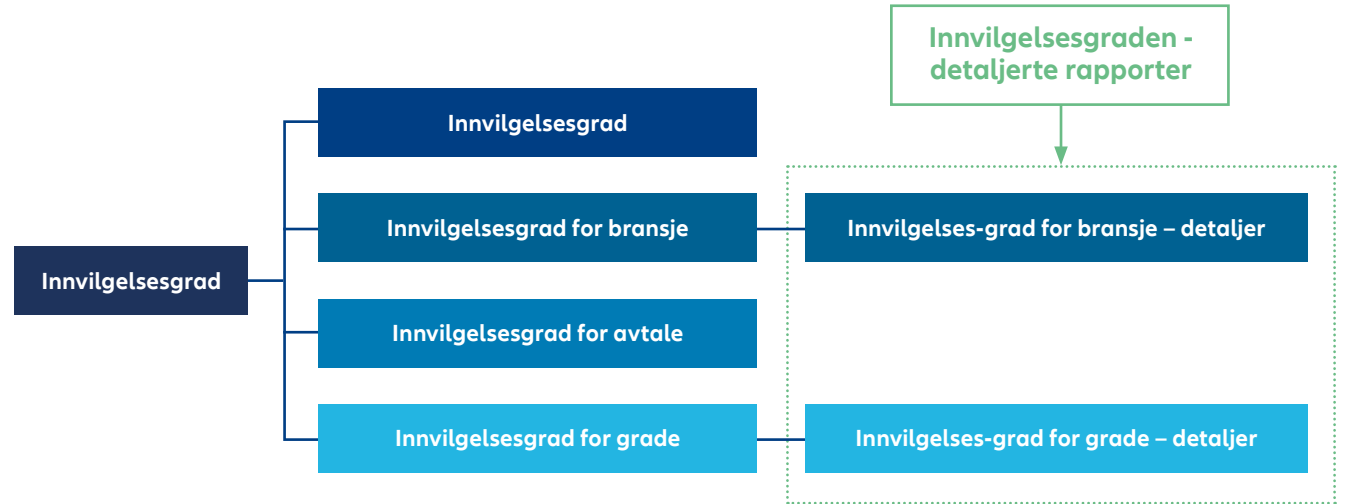 Innvilgelsesgraden -
detaljerte rapporter
Innvilgelsesgrad
Innvilgelsesgrad for bransje
Innvilgelses-grad for bransje – detaljer
Innvilgelsesgrad
Innvilgelsesgrad for avtale
Innvilgelsesgrad for grade
Innvilgelses-grad for grade – detaljer